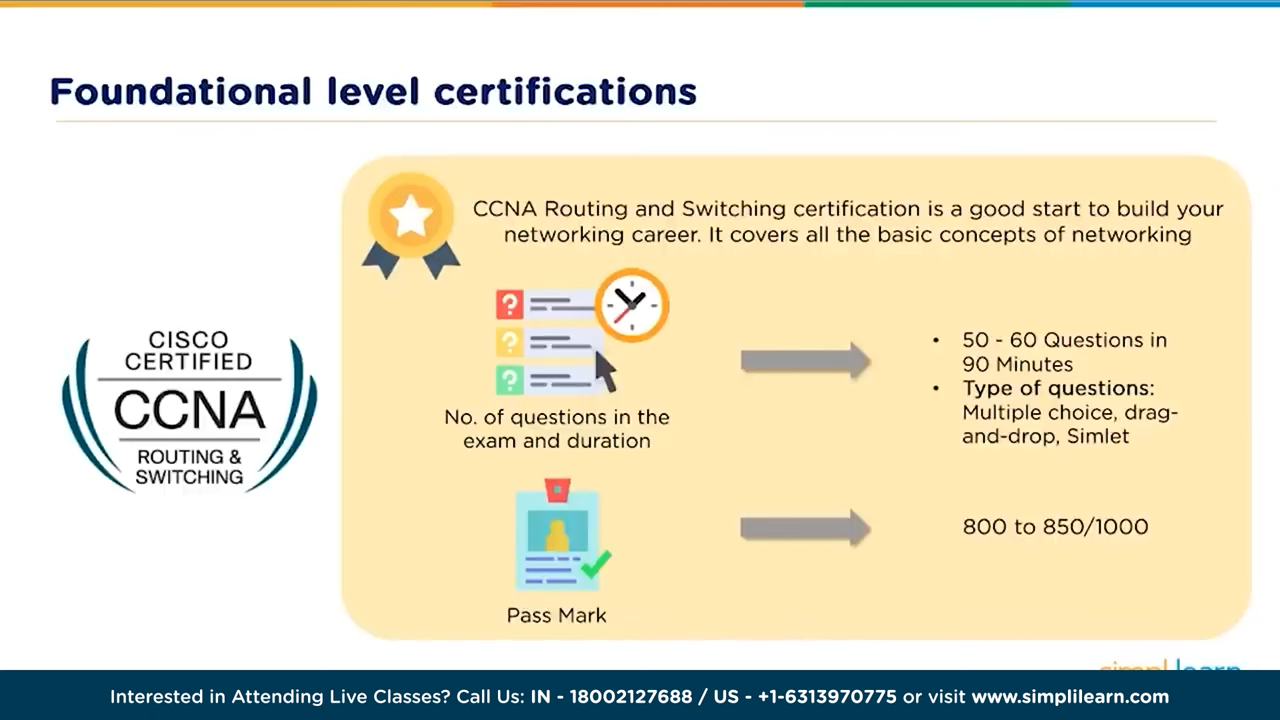 Foundational level certifications
CCNA Routing and Switching certification is a good start to build your
networking career. It covers all the basic concepts of networking
CISCO
CERTIFIED
CCNA
ROUTING &
SWITCHING
?
?
?
No. of questions in the
exam and duration
• 50 - 60 Questions in
90 Minutes
• Type of questions:
Multiple choice, drag-
and-drop, Simlet
Pass Mark
800 to 850/1000
simplilearn
Interested in Attending Live Classes? Call Us: IN - 18002127688 / US - +1-6313970775 or visit www.simplilearn.com